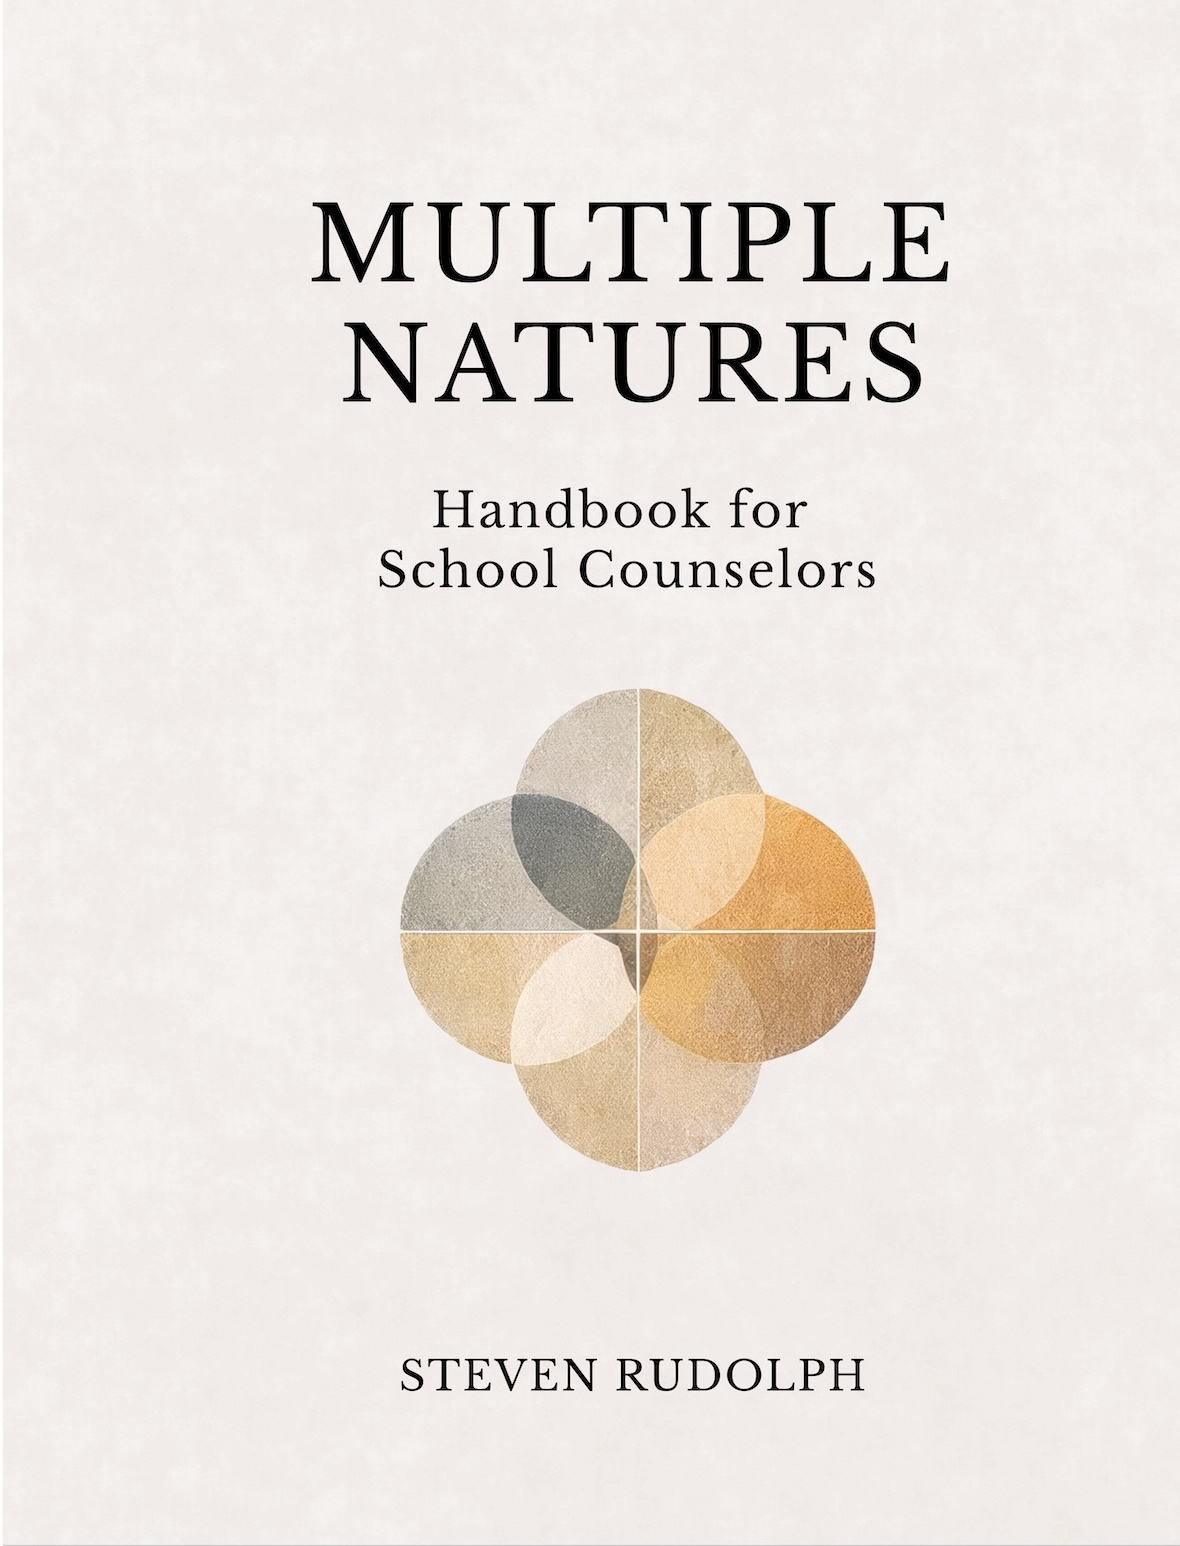 MULTIPLE
NATURES
Handbook for
School Counselors
STEVEN RUDOLPH